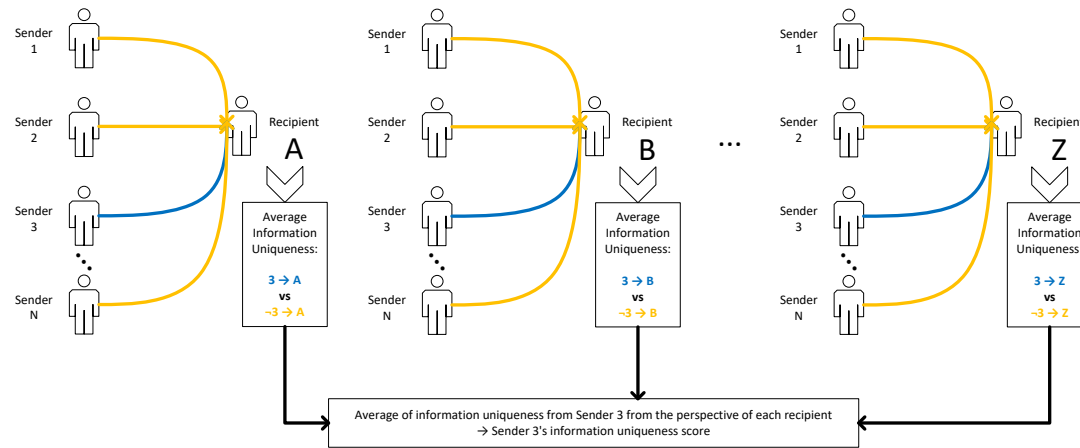 Sender
1
Sender
2
Sender
3
Sender
N
Recipient
A
Average
Information
Uniqueness:
3 → A
vs
¬3 → A
Sender
1
Sender
2
Sender
3
Sender
N
Recipient
B
Average
Information
Uniqueness:
3 → B
vs
¬3 → B
...
Sender
1
Sender
2
Sender
3
Sender
N
Recipient
Z
Average
Information
Uniqueness:
3 → Z
vs
¬3 → Z
Average of information uniqueness from Sender 3 from the perspective of each recipient
→ Sender 3's information uniqueness score